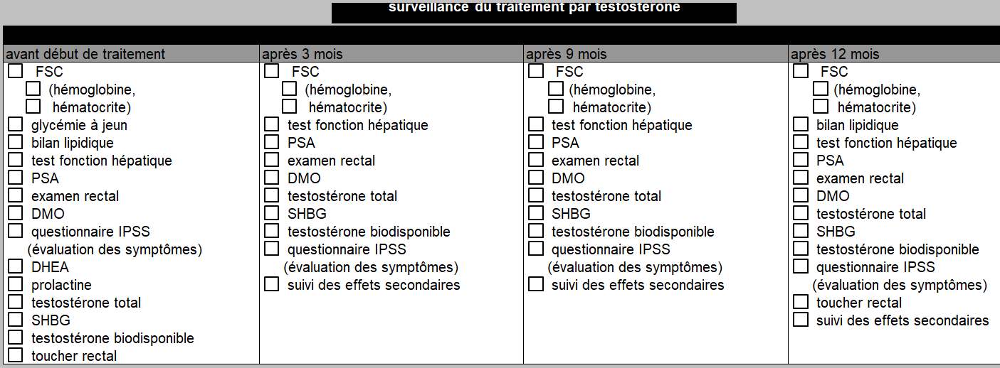 surveillance du traitement par testostérone
avant début de traitement
FSC
(hémoglobine,
hématocrite)
glycémie à jeun
bilan lipidique
test fonction hépatique
PSA
examen rectal
DMO
questionnaire IPSS
(évaluation des symptômes)
DHEA
prolactine
testostérone total
SHBG
testostérone biodisponible
toucher rectal
après 3 mois
FSC
(hémoglobine,
hématocrite)
test fonction hépatique
PSA
examen rectal
DMO
testostérone total
SHBG
testostérone biodisponible
questionnaire IPSS
(évaluation des symptômes)
suivi des effets secondaires
après 9 mois
FSC
(hémoglobine,
hématocrite)
test fonction hépatique
PSA
examen rectal
DMO
testostérone total
SHBG
testostérone biodisponible
questionnaire IPSS
(évaluation des symptômes)
suivi des effets secondaires
après 12 mois
FSC
(hémoglobine,
hématocrite)
bilan lipidique
test fonction hépatique
PSA
examen rectal
DMO
testostérone total
SHBG
testostérone biodisponible
questionnaire IPSS
(évaluation des symptômes)
toucher rectal
suivi des effets secondaires